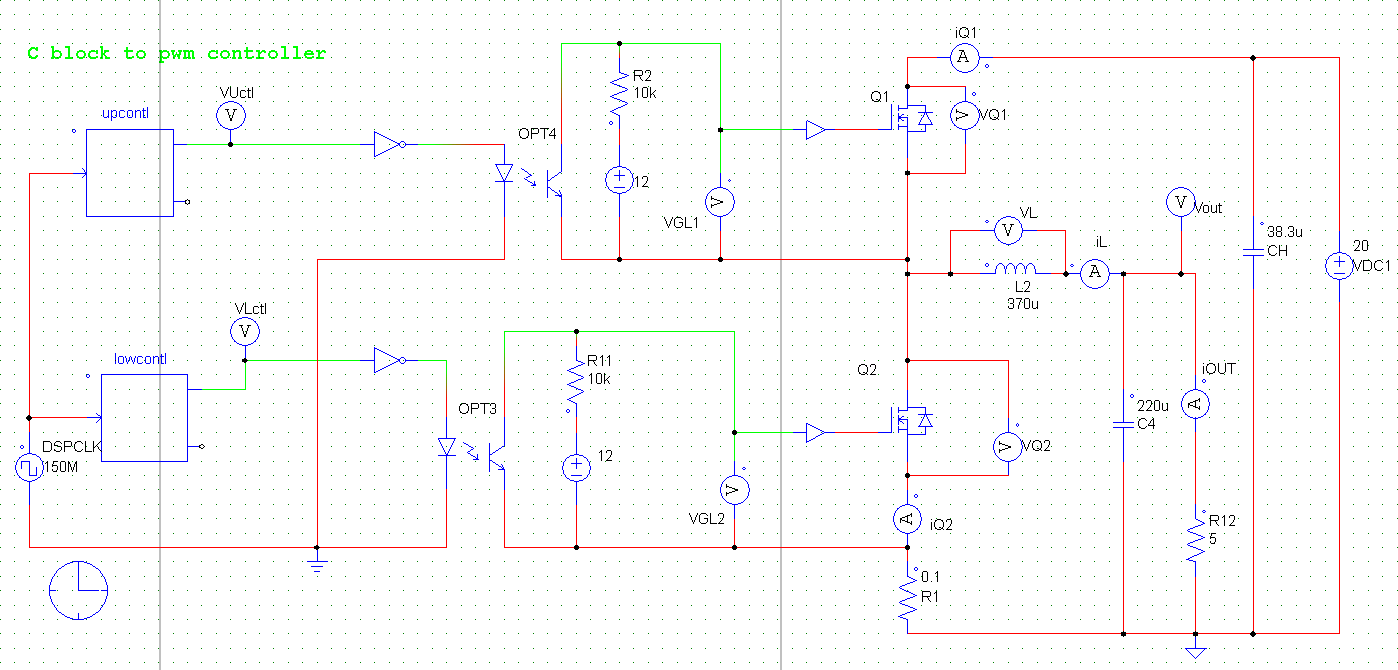 C block to pwm controller
upcontl
VUctl
OPT4
R2
10k
12
VGL1
V
V
iQ1
A
Q1
V
VQ1
V
VL
iL
A
L2
370u
V
Vout
38.3u
CH
20
VDC1
VLctl
V
lowcontl
DSPCLK
150M
OPT3
R11
10k
12
VGL2
V
Q2
V
VQ2
A
iQ2
0.1
R1
220u
C4
iOUT
A
R12
5